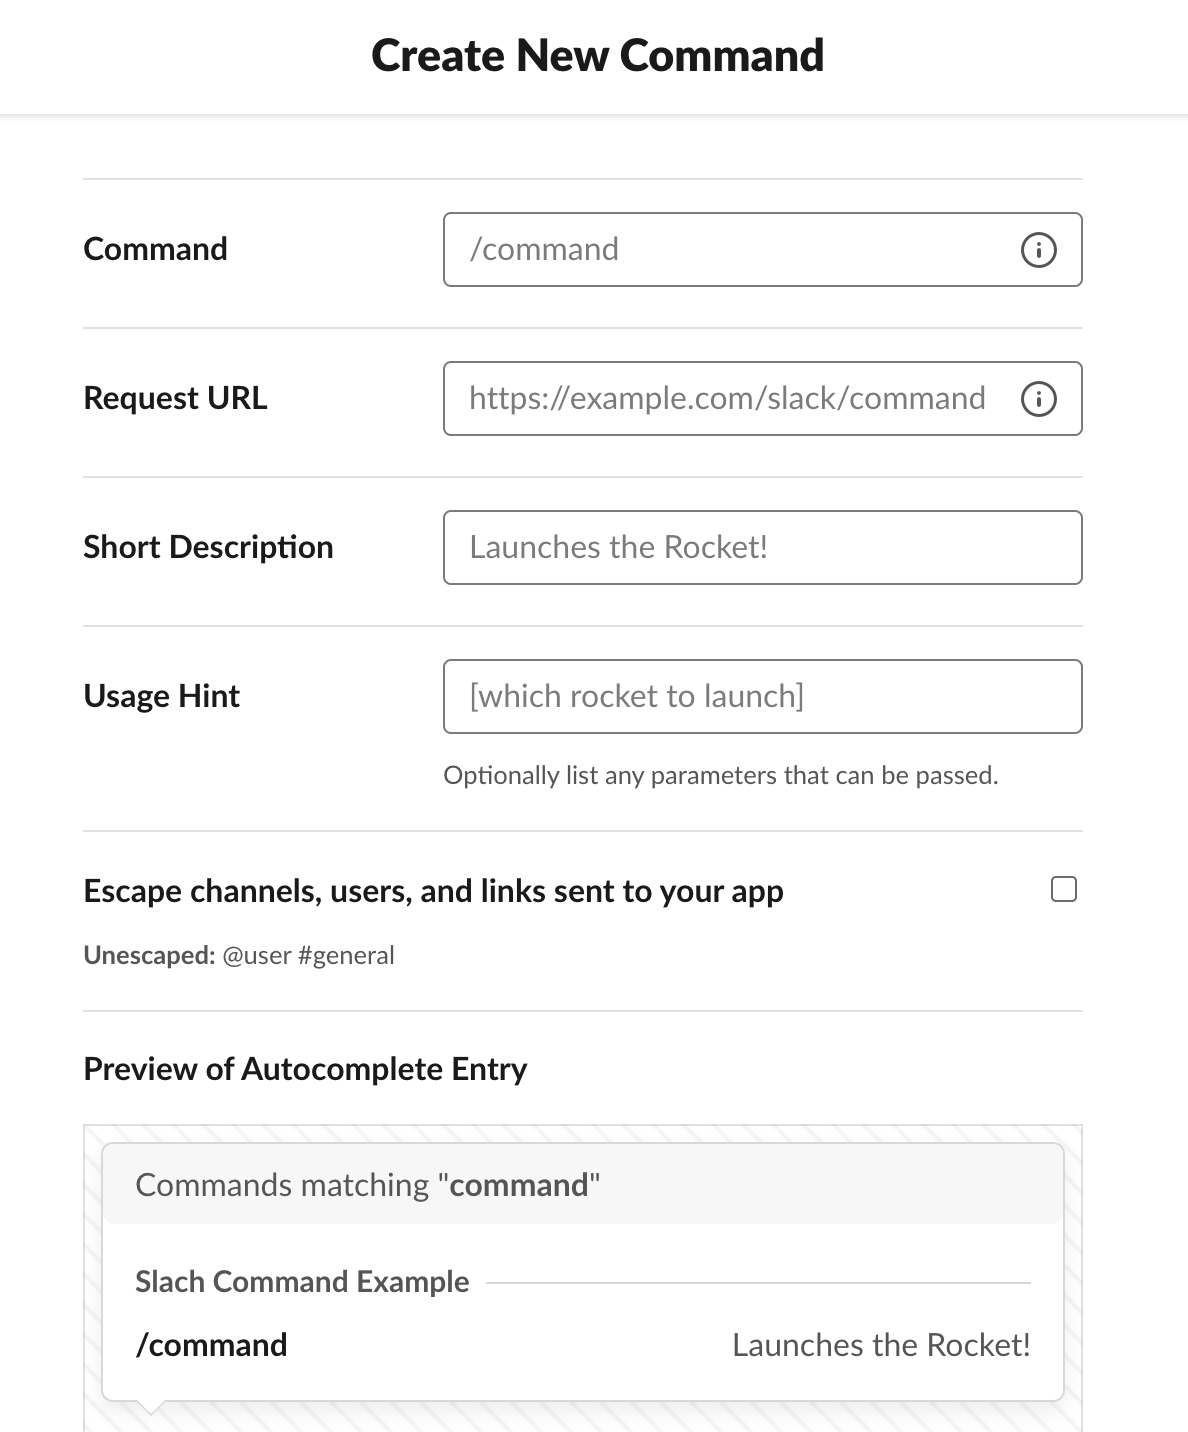 Create New Command
Command
/command
Request URL
https://example.com/slack/command
Short Description
Launches the Rocket!
Usage Hint
[which rocket to launch]
Optionally list any parameters that can be passed.
Escape channels, users, and links sent to your app
Unescaped: @user #general
Preview of Autocomplete Entry
Commands matching "command"
Slach Command Example
/command Launches the Rocket!